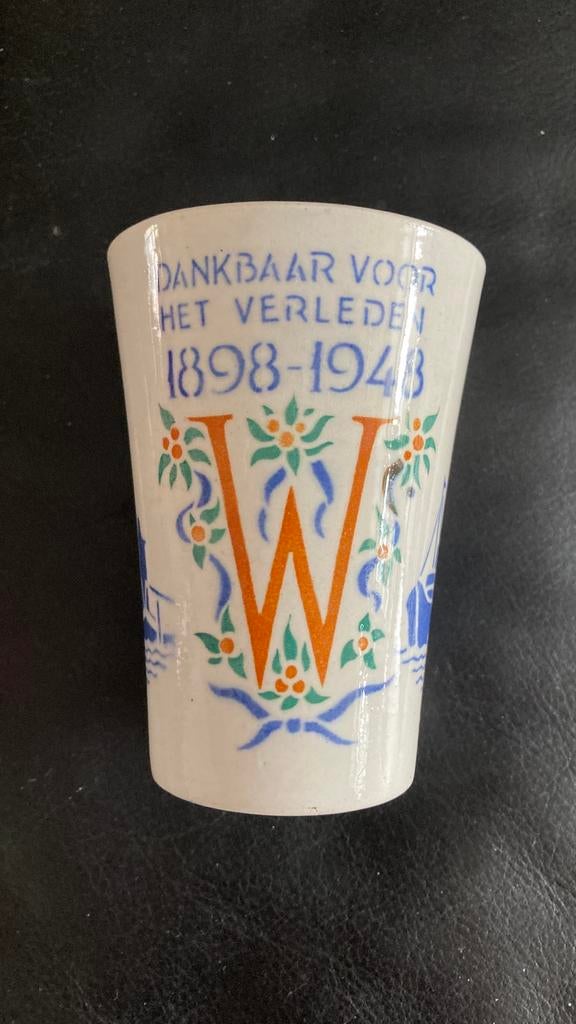 DANKBAAR VOOR
HET VERLEDEN
1898-1948
W